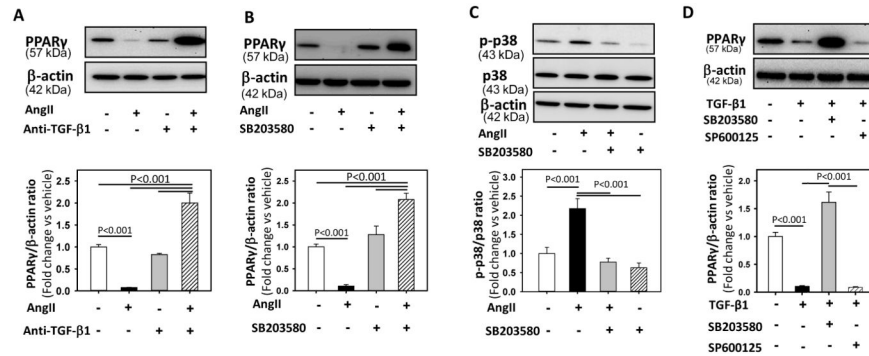 A
PPARγ
(57 kDa)
β-actin
(42 kDa)
AngII - + - +
Anti-TGF-β1 - - + +
PPARγ/β-actin ratio
(Fold change vs vehicle)
2.5
2.0
1.5
1.0
0.5
0.0
P<0.001
P<0.001
AngII - + - +
Anti-TGF-β1 - - + +
B
PPARγ
(57 kDa)
β-actin
(42 kDa)
AngII - + - +
SB203580 - - + +
PPARγ/β-actin ratio
(Fold change vs vehicle)
2.5
2.0
1.5
1.0
0.5
0.0
P<0.001
P<0.001
AngII - + - +
SB203580 - - + +
C
p-p38
(43 kDa)
p38
(43 kDa)
β-actin
(42 kDa)
AngII - + + -
SB203580 - - + +
p-p38/p38 ratio
(Fold change vs vehicle)
3.0
2.5
2.0
1.5
1.0
0.5
0.0
P<0.001
P<0.001
AngII - + + -
SB203580 - - + +
D
PPARγ
(57 kDa)
β-actin
(42 kDa)
TGF-β1 - + + +
SB203580 - - + -
SP600125 - - - +
PPARγ/β-actin ratio
(Fold change vs vehicle)
2.0
1.5
1.0
0.5
0.0
P<0.001
P<0.001
P<0.001
TGF-β1 - + + +
SB203580 - - + -
SP600125 - - - +